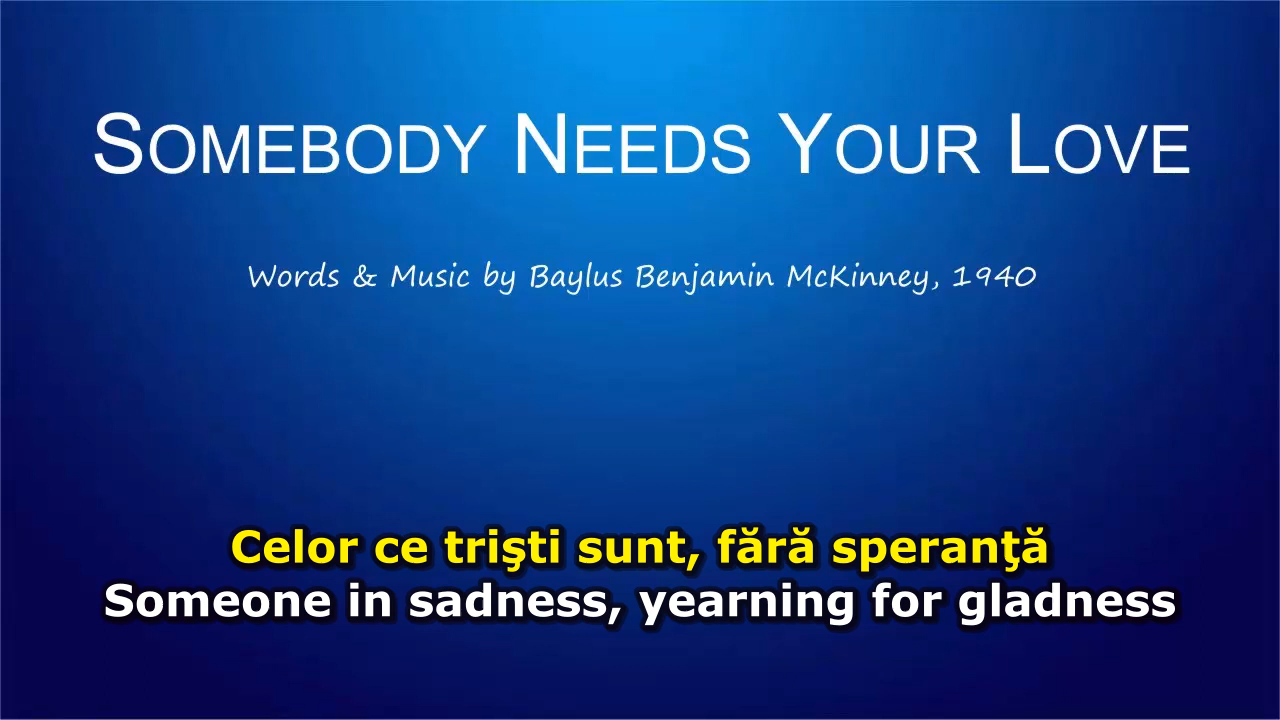 Somebody Needs Your Love
Words & Music by Baylus Benjamin McKinney, 1940
Celor ce trişti sunt, fără speranţă
Someone in sadness, yearning for gladness